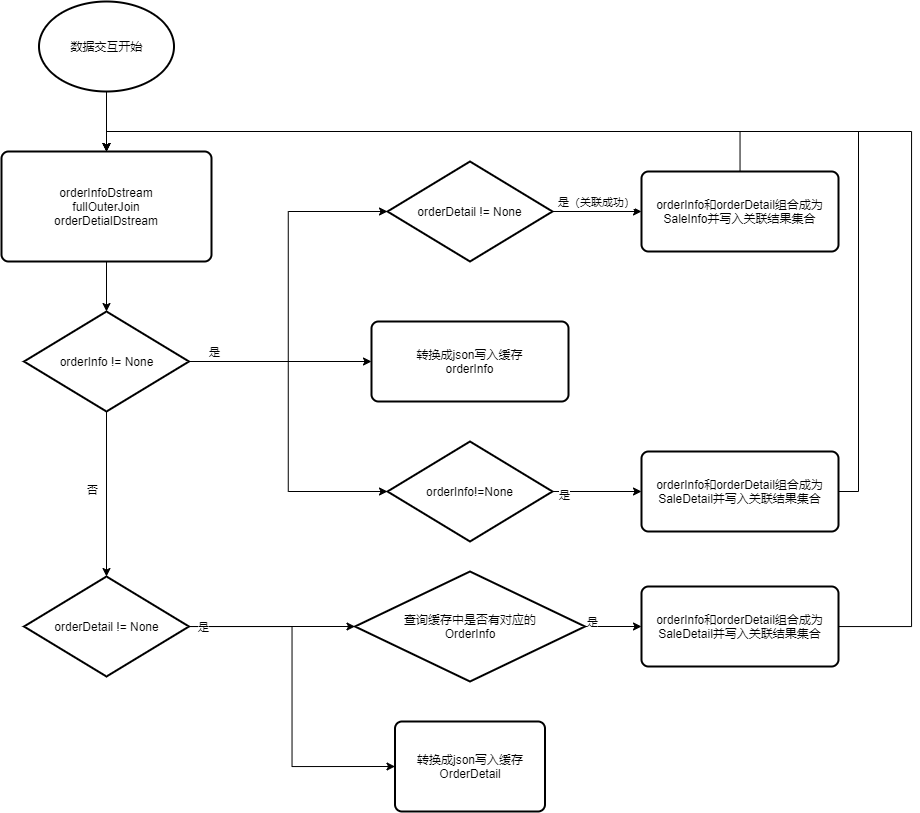 数据交互开始
orderInfoDstream
fullOuterJoin
orderDetialDstream
orderDetail != None
是（关联成功）
orderInfo和orderDetail组合成为
SaleInfo并写入关联结果集合
orderInfo != None
是
转换成json写入缓存
orderInfo
否
orderInfo!=None
是
orderInfo和orderDetail组合成为
SaleDetail并写入关联结果集合
orderDetail != None
是
查询缓存中是否有对应的
OrderInfo
是
orderInfo和orderDetail组合成为
SaleDetail并写入关联结果集合
转换成json写入缓存
OrderDetail